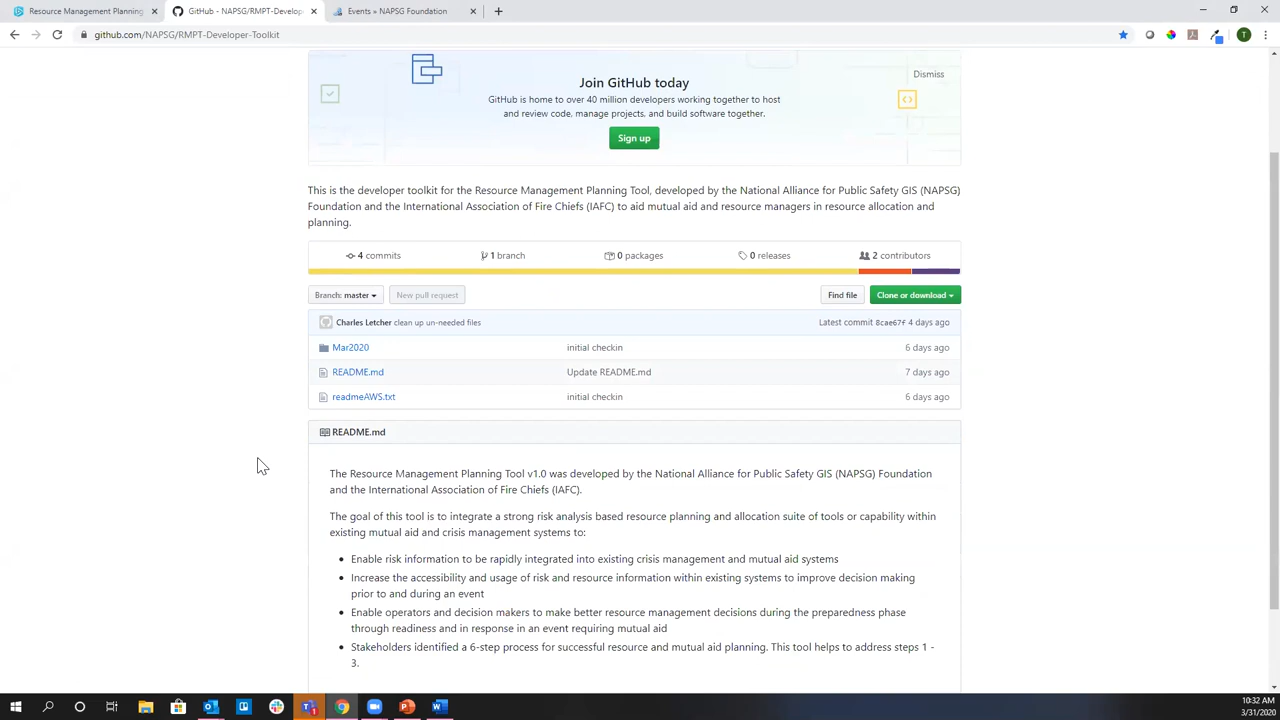 Resource Management Planning
GitHub - NAPSG/RMPT-Develop
Events » NAPSG Foundation
github.com/NAPSG/RMPT-Developer-Toolkit
T
Join GitHub today
Dismiss
GitHub is home to over 40 million developers working together to host
and review code, manage projects, and build software together.
Sign up
This is the developer toolkit for the Resource Management Planning Tool, developed by the National Alliance for Public Safety GIS (NAPSG)
Foundation and the International Association of Fire Chiefs (IAFC) to aid mutual aid and resource managers in resource allocation and
planning.
4 commits
1 branch
0 packages
0 releases
2 contributors
Branch: master
New pull request
Find file
Clone or download
Charles Letcher clean up un-needed files
Latest commit 8cae67f 4 days ago
Mar2020
initial checkin
6 days ago
README.md
Update README.md
7 days ago
readmeAWS.txt
initial checkin
6 days ago
README.md
The Resource Management Planning Tool v1.0 was developed by the National Alliance for Public Safety GIS (NAPSG) Foundation
and the International Association of Fire Chiefs (IAFC).
The goal of this tool is to integrate a strong risk analysis based resource planning and allocation suite of tools or capability within
existing mutual aid and crisis management systems to:
• Enable risk information to be rapidly integrated into existing crisis management and mutual aid systems
• Increase the accessibility and usage of risk and resource information within existing systems to improve decision making
prior to and during an event
• Enable operators and decision makers to make better resource management decisions during the preparedness phase
through readiness and in response in an event requiring mutual aid
• Stakeholders identified a 6-step process for successful resource and mutual aid planning. This tool helps to address steps 1 -
3.
10:32 AM
3/31/2020